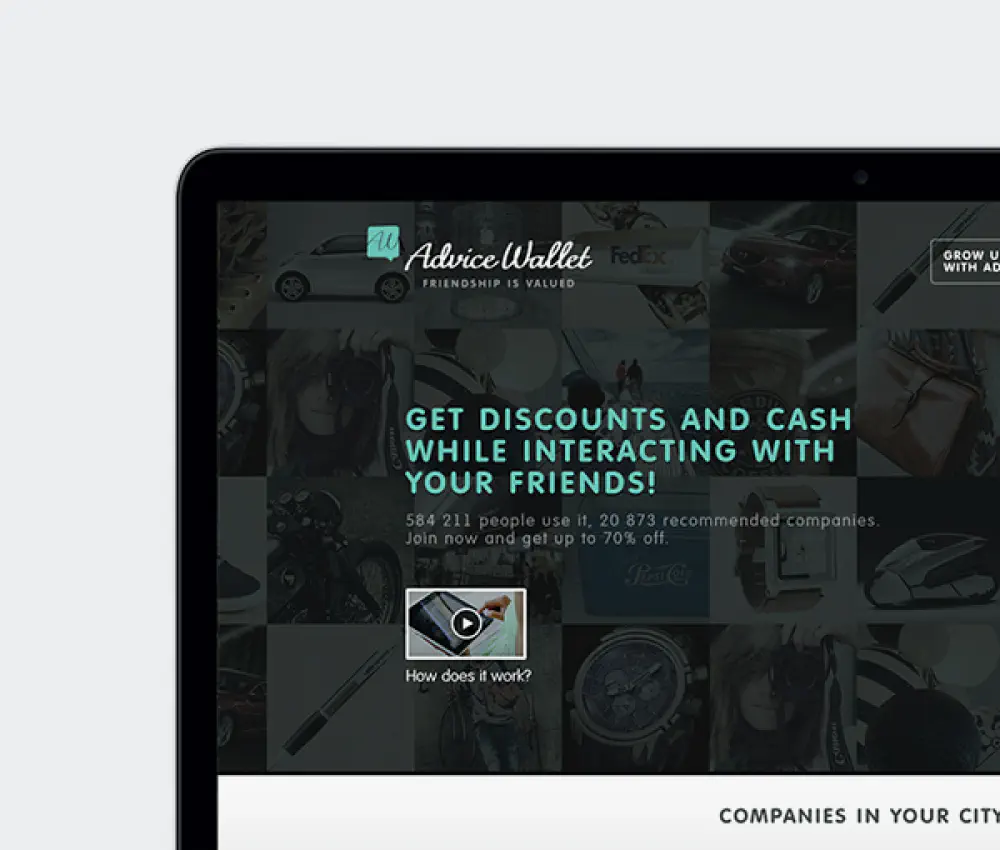 AW
Advice Wallet
FRIENDSHIP IS VALUED
FedEx
GROW U
WITH AD
GET DISCOUNTS AND CASH
WHILE INTERACTING WITH
YOUR FRIENDS!
584 211 people use it, 20 873 recommended companies.
Join now and get up to 70% off.
How does it work?
COMPANIES IN YOUR CITY